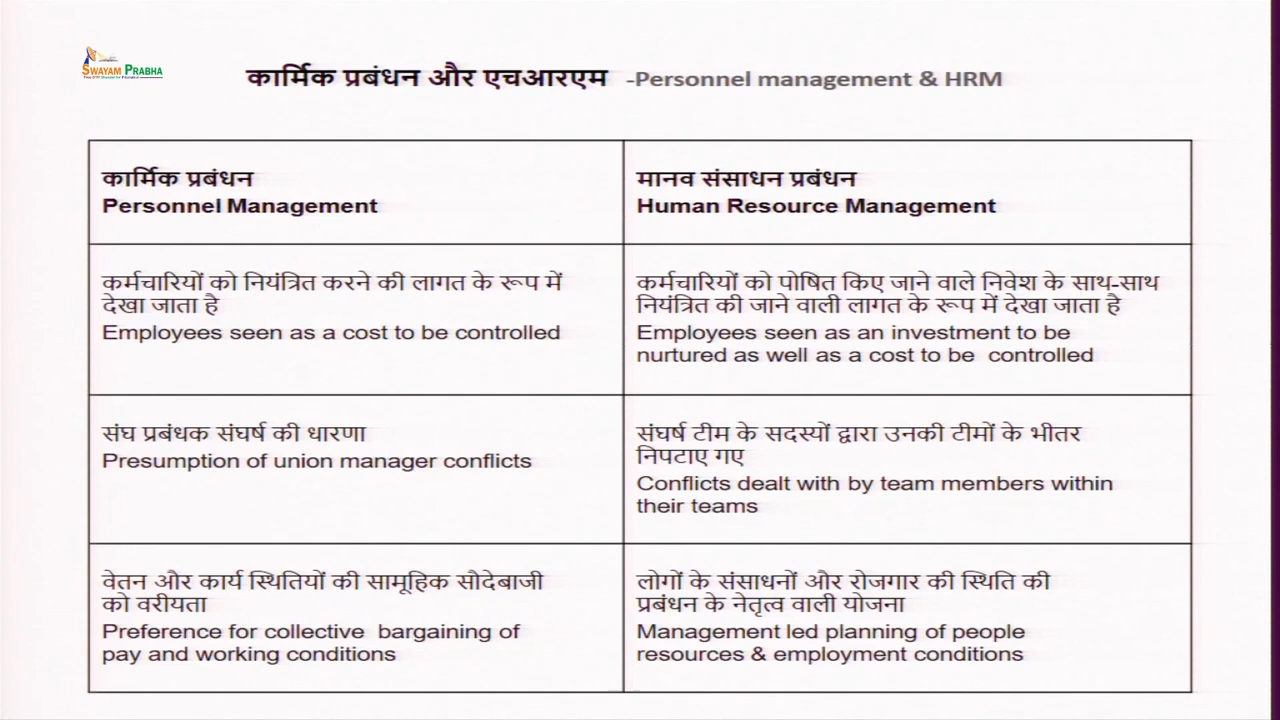 SWAYAM PRABHA
कार्मिक प्रबंधन और एचआरएम -Personnel management & HRM
कार्मिक प्रबंधन
Personnel Management
मानव संसाधन प्रबंधन
Human Resource Management
कर्मचारियों को नियंत्रित करने की लागत के रूप में
देखा जाता है
Employees seen as a cost to be controlled
कर्मचारियों को पोषित किए जाने वाले निवेश के साथ-साथ
नियंत्रित की जाने वाली लागत के रूप में देखा जाता है
Employees seen as an investment to be
nurtured as well as a cost to be controlled
संघ प्रबंधक संघर्ष की धारणा
Presumption of union manager conflicts
संघर्ष टीम के सदस्यों द्वारा उनकी टीमों के भीतर
निपटाए गए
Conflicts dealt with by team members within
their teams
वेतन और कार्य स्थितियों की सामूहिक सौदेबाजी
को वरीयता
Preference for collective bargaining of
pay and working conditions
लोगों के संसाधनों और रोजगार की स्थिति की
प्रबंधन के नेतृत्व वाली योजना
Management led planning of people
resources & employment conditions